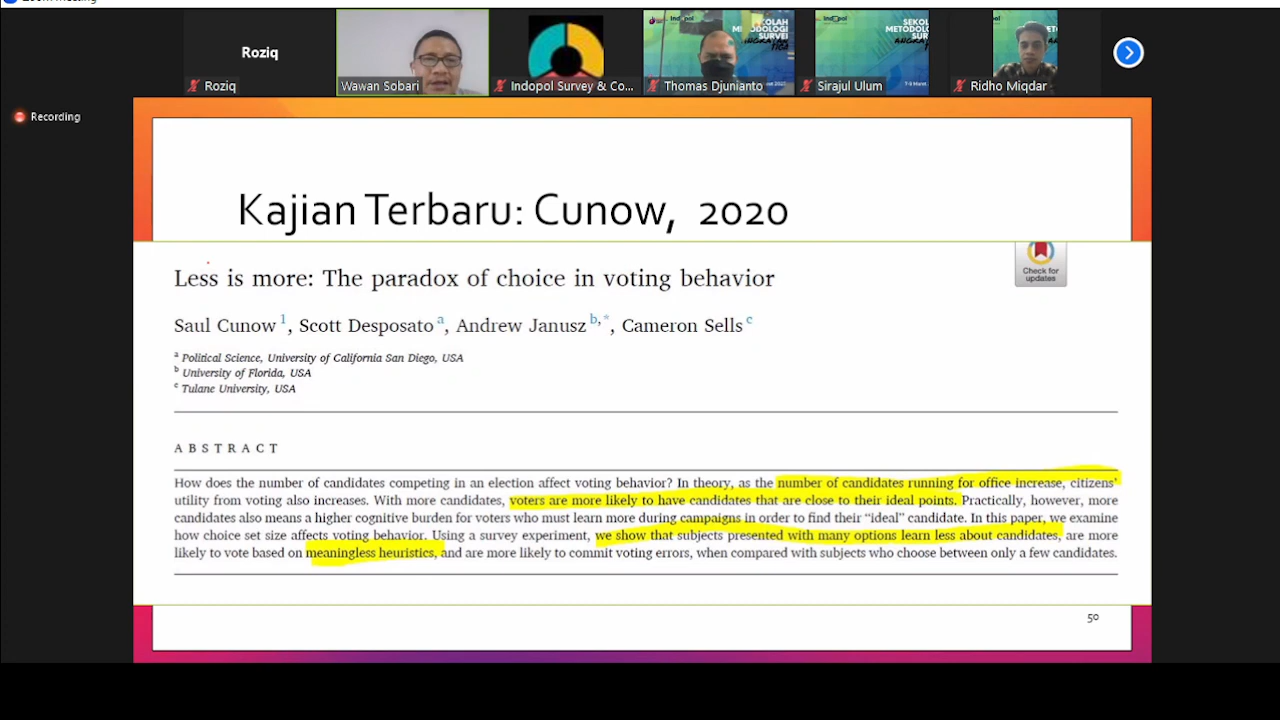 Zoom Meeting
Roziq
Roziq
Wawan Sobari
Indopol Survey & Co...
Thomas Djunianto
Sirajul Ulum
Ridho Miqdar
Recording
Kajian Terbaru: Cunow, 2020
Check for
updates
Less is more: The paradox of choice in voting behavior
Saul Cunow 1, Scott Desposato a, Andrew Janusz b,*, Cameron Sells c
a Political Science, University of California San Diego, USA
b University of Florida, USA
c Tulane University, USA
ABSTRACT
How does the number of candidates competing in an election affect voting behavior? In theory, as the number of candidates running for office increase, citizens'
utility from voting also increases. With more candidates, voters are more likely to have candidates that are close to their ideal points. Practically, however, more
candidates also means a higher cognitive burden for voters who must learn more during campaigns in order to find their "ideal" candidate. In this paper, we examine
how choice set size affects voting behavior. Using a survey experiment, we show that subjects presented with many options learn less about candidates, are more
likely to vote based on meaningless heuristics, and are more likely to commit voting errors, when compared with subjects who choose between only a few candidates.
50